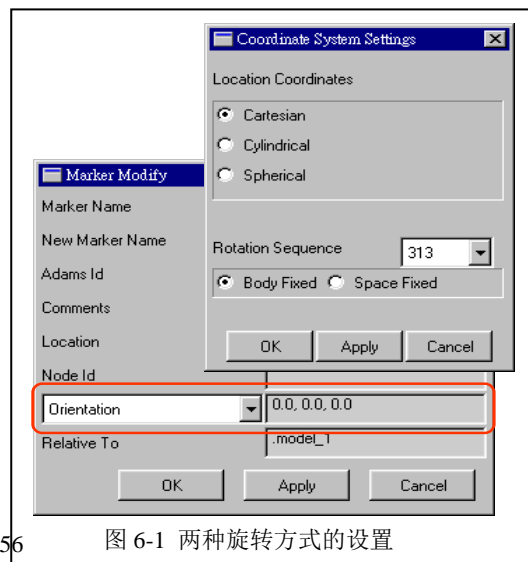 Coordinate System Settings
Location Coordinates
Cartesian
Cylindrical
Spherical
Rotation Sequence 313
Body Fixed Space Fixed
OK Apply Cancel
Marker Modify
Marker Name
New Marker Name
Adams Id
Comments
Location
Node Id
Orientation 0.0, 0.0, 0.0
Relative To .model_1
OK Apply Cancel
图 6-1 两种旋转方式的设置
56